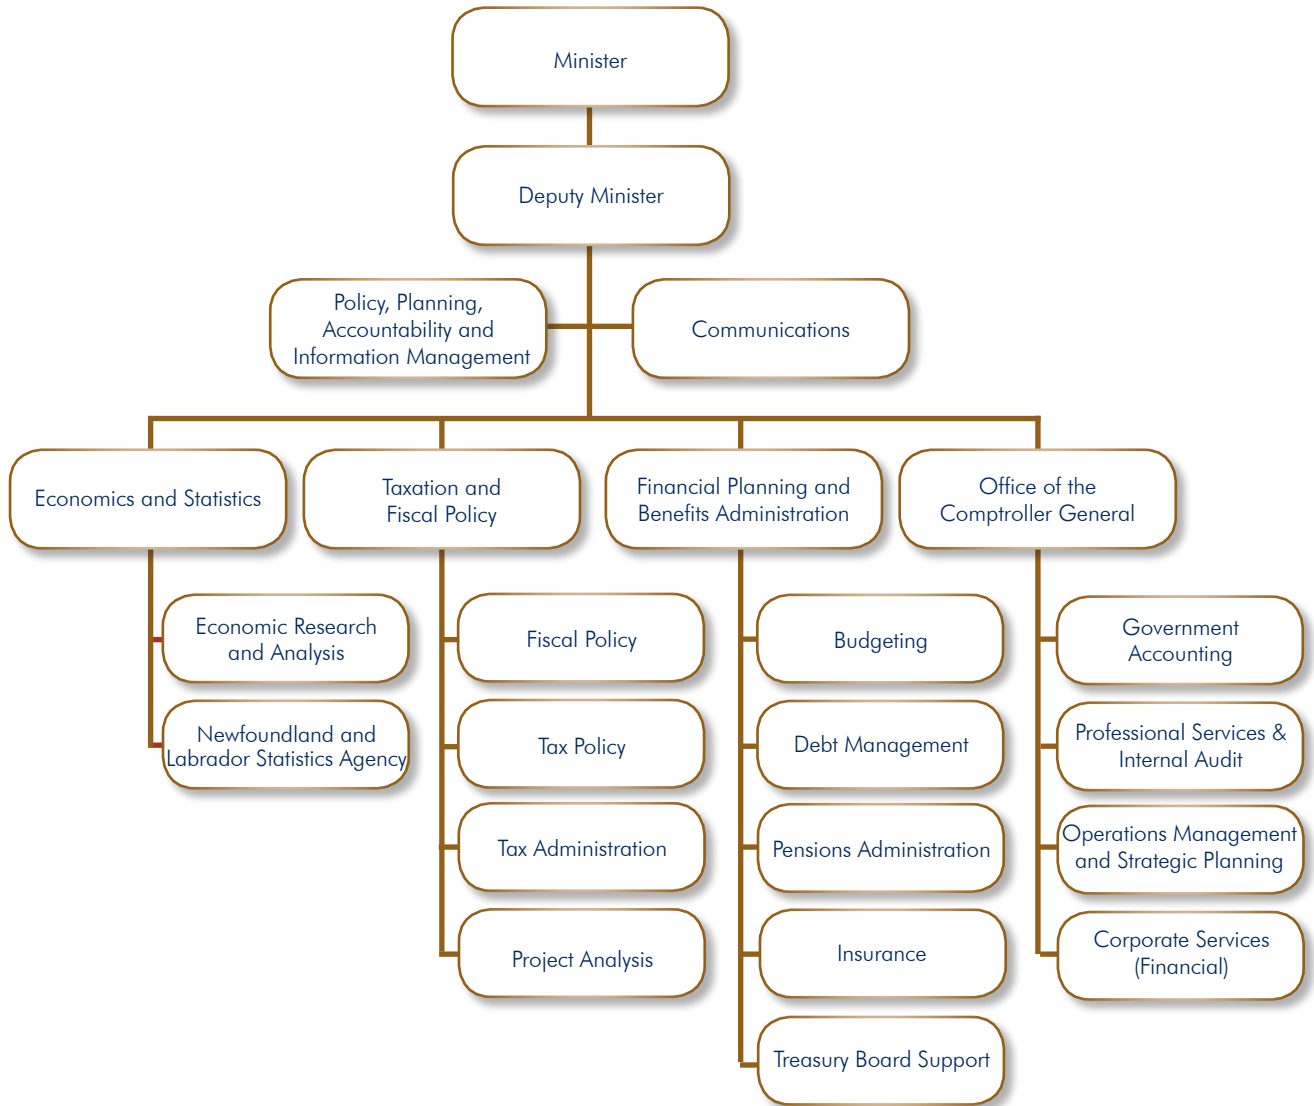 Minister
Deputy Minister
Policy, Planning,
Accountability and
Information Management
Communications
Economics and Statistics
Taxation and
Fiscal Policy
Financial Planning and
Benefits Administration
Office of the
Comptroller General
Economic Research
and Analysis
Newfoundland and
Labrador Statistics Agency
Fiscal Policy
Tax Policy
Tax Administration
Project Analysis
Budgeting
Debt Management
Pensions Administration
Insurance
Treasury Board Support
Government
Accounting
Professional Services &
Internal Audit
Operations Management
and Strategic Planning
Corporate Services
(Financial)